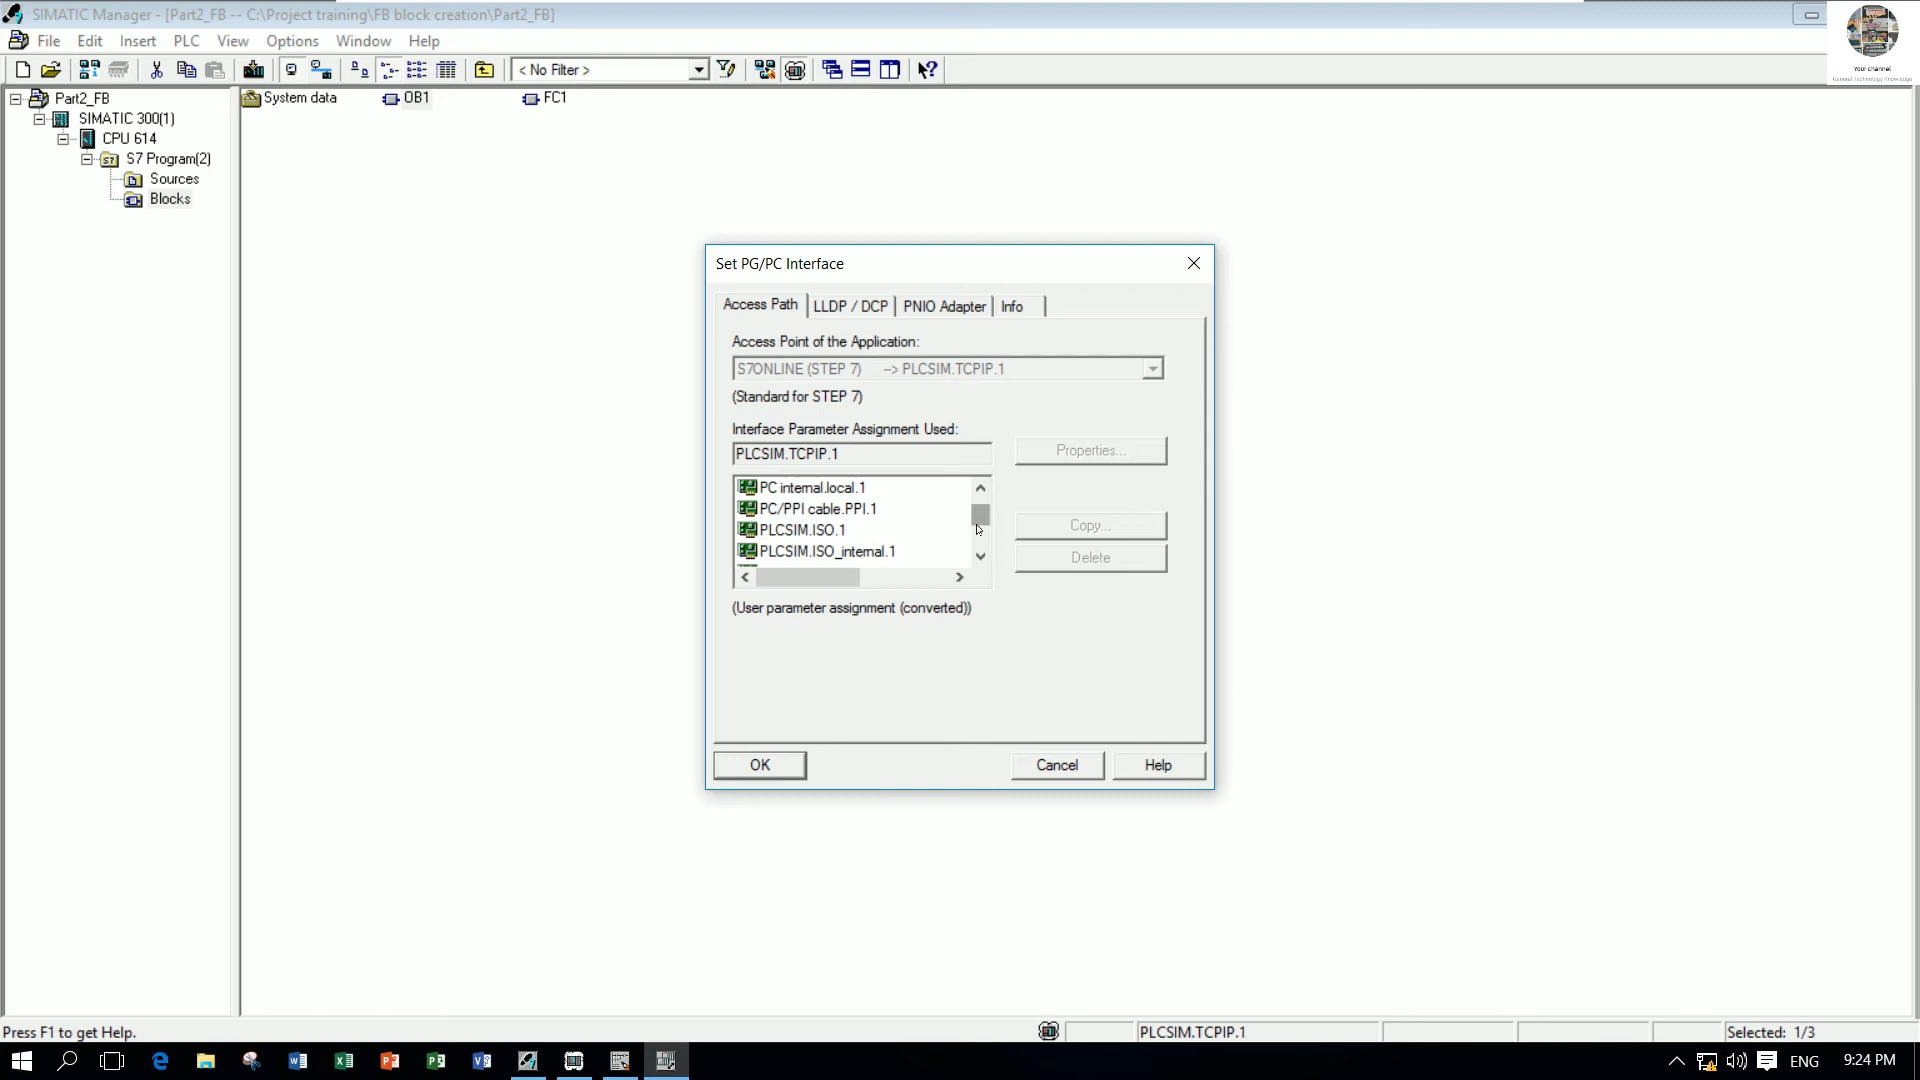 SIMATIC Manager - [Part2_FB -- C:\Project training\FB block creation\Part2_FB]
File Edit Insert PLC View Options Window Help
< No Filter >
Your channel
General Technology Knowledge
Part2_FB
SIMATIC 300(1)
CPU 614
S7 Program(2)
Sources
Blocks
System data OB1 FC1
Set PG/PC Interface
Access Path LLDP / DCP PNIO Adapter Info
Access Point of the Application:
S7ONLINE (STEP 7) --> PLCSIM.TCPIP.1
(Standard for STEP 7)
Interface Parameter Assignment Used:
PLCSIM.TCPIP.1
Properties...
PC internal.local.1
PC/PPI cable.PPI.1
PLCSIM.ISO.1
PLCSIM.ISO_internal.1
Copy...
Delete
(User parameter assignment (converted))
OK Cancel Help
Press F1 to get Help.
PLCSIM.TCPIP.1
Selected: 1/3
ENG
9:24 PM